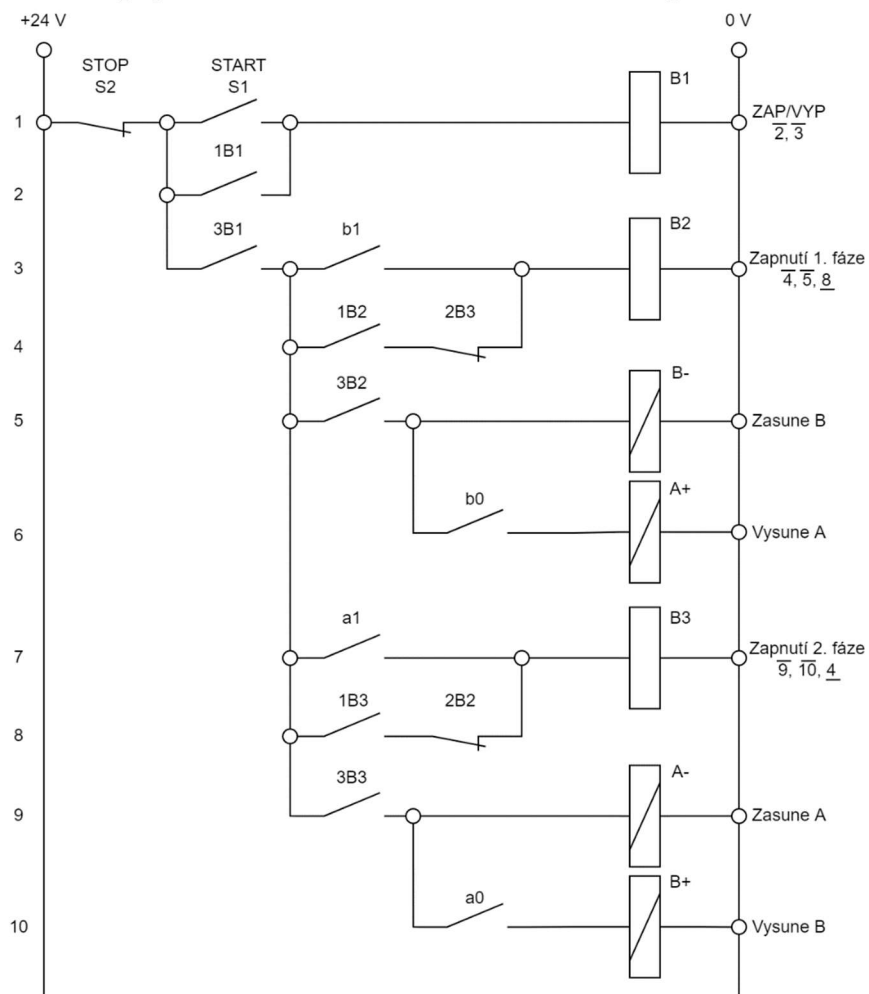 +24 V
0 V
STOP
S2
START
S1
B1
1
ZAP/VYP
2, 3
1B1
2
3B1
b1
B2
3
Zapnutí 1. fáze
4, 5, 8
1B2
2B3
4
3B2
B-
5
Zasune B
b0
A+
6
Vysune A
a1
B3
7
Zapnutí 2. fáze
9, 10, 4
1B3
2B2
8
3B3
A-
9
Zasune A
a0
B+
10
Vysune B